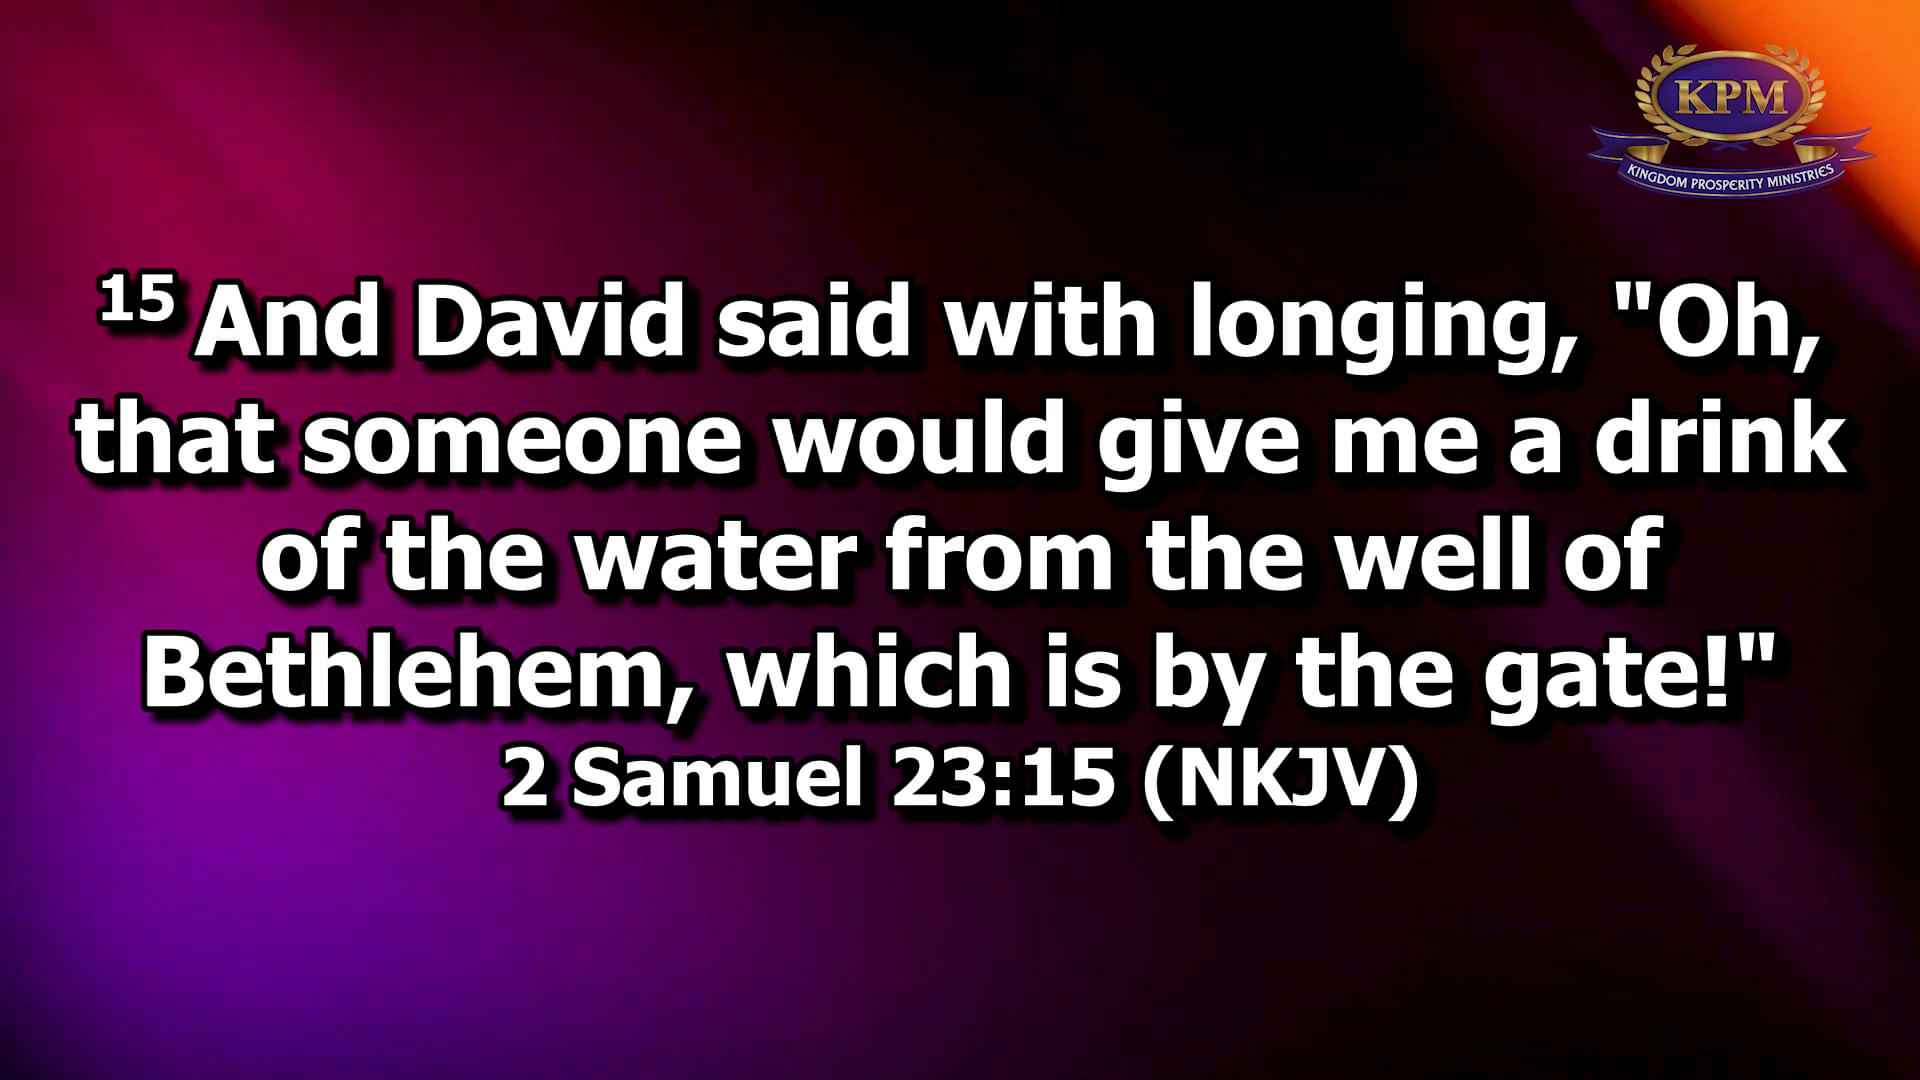 KPM
KINGDOM PROSPERITY MINISTRIES
15 And David said with longing, "Oh,
that someone would give me a drink
of the water from the well of
Bethlehem, which is by the gate!"
2 Samuel 23:15 (NKJV)